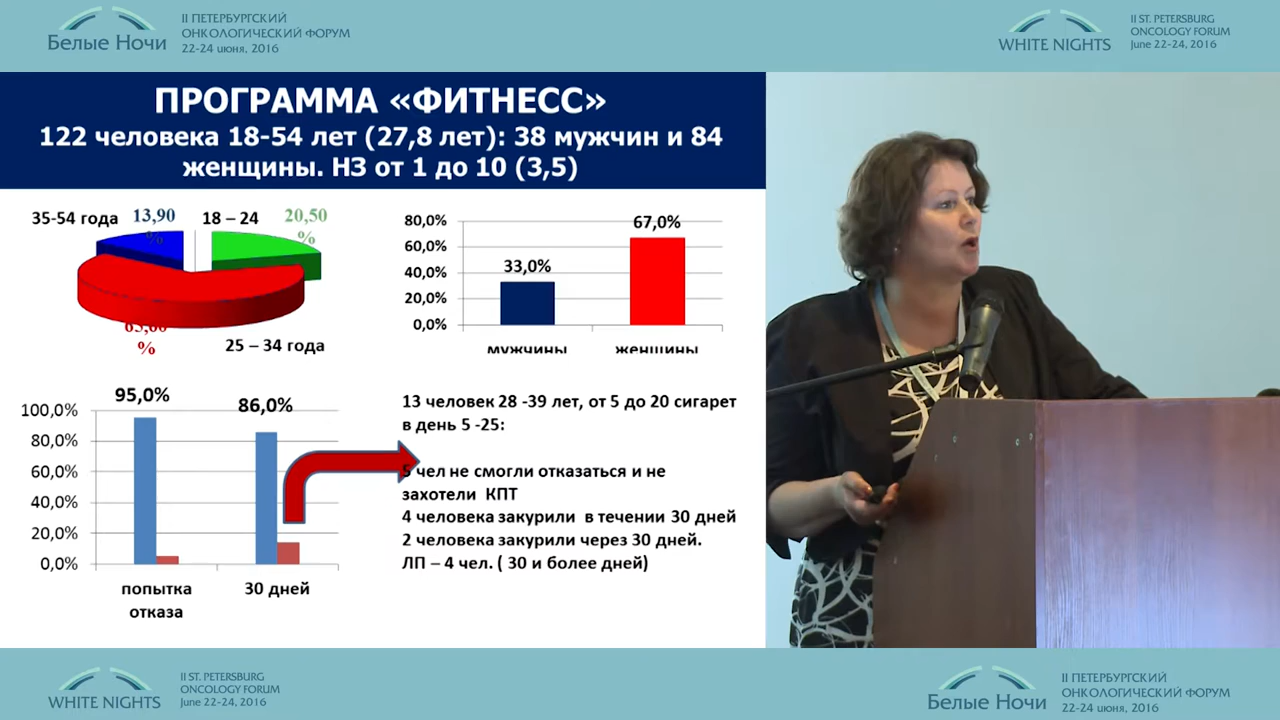 Белые Ночи
II ПЕТЕРБУРГСКИЙ
ОНКОЛОГИЧЕСКИЙ ФОРУМ
22-24 июня, 2016
WHITE NIGHTS
II ST. PETERSBURG
ONCOLOGY FORUM
June 22-24, 2016
ПРОГРАММА «ФИТНЕСС»
122 человека 18-54 лет (27,8 лет): 38 мужчин и 84
женщины. НЗ от 1 до 10 (3,5)
35-54 года
13,90
%
18 – 24
20,50
%
%
25 – 34 года
80,0%
60,0%
40,0%
20,0%
0,0%
33,0%
67,0%
мужчины
женщины
100,0%
80,0%
60,0%
40,0%
20,0%
0,0%
95,0%
86,0%
попытка
отказа
30 дней
13 человек 28 -39 лет, от 5 до 20 сигарет
в день 5 -25:
чел не смогли отказаться и не
захотели КПТ
4 человека закурили в течении 30 дней
2 человека закурили через 30 дней.
ЛП – 4 чел. ( 30 и более дней)
WHITE NIGHTS
II ST. PETERSBURG
ONCOLOGY FORUM
June 22-24, 2016
Белые Ночи
II ПЕТЕРБУРГСКИЙ
ОНКОЛОГИЧЕСКИЙ ФОРУМ
22-24 июня, 2016